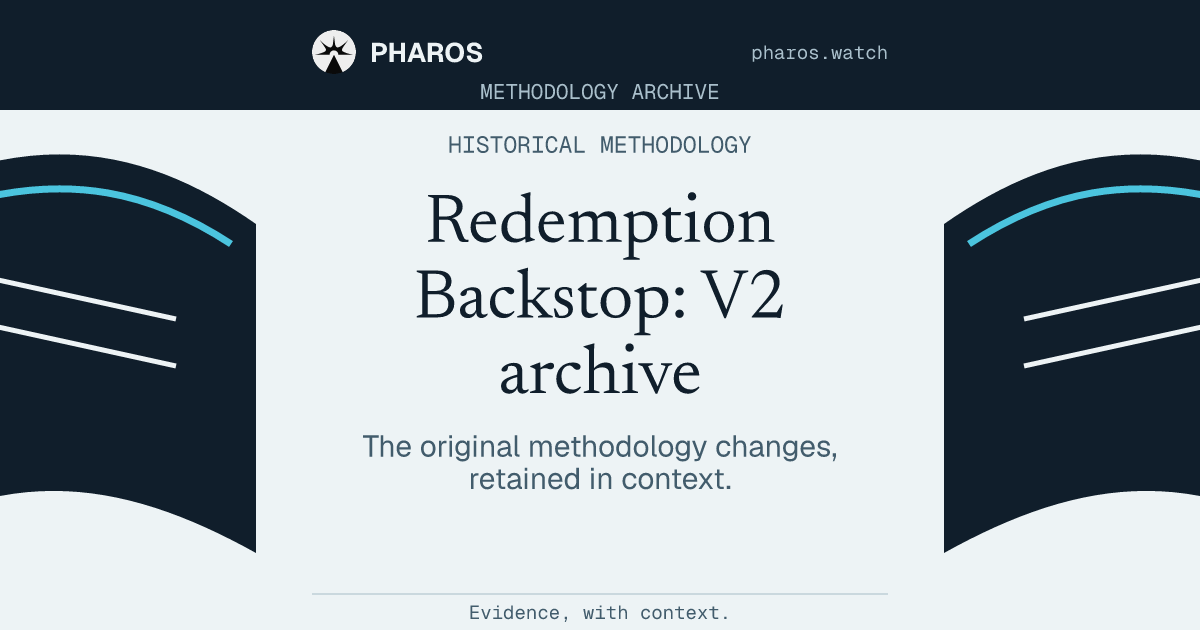 PHAROS
pharos.watch
METHODOLOGY ARCHIVE
HISTORICAL METHODOLOGY
Redemption
Backstop: V2
archive
The original methodology changes,
retained in context.
Evidence, with context.